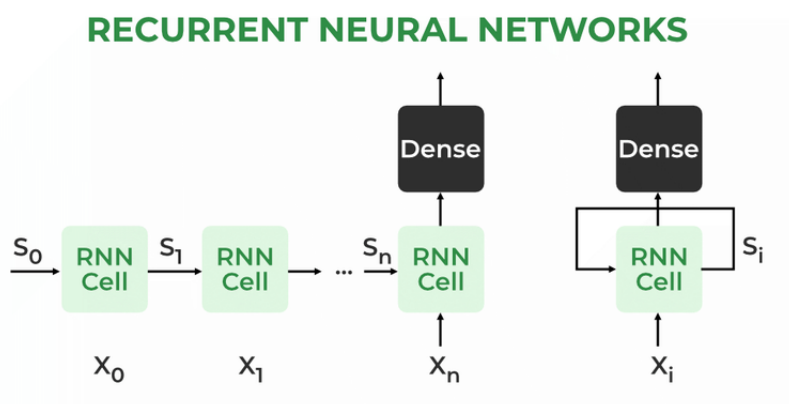 RECURRENT NEURAL NETWORKS
Dense
Dense
S₀
RNN
Cell
S₁
RNN
Cell
...
Sₙ
RNN
Cell
RNN
Cell
Sᵢ
X₀
X₁
Xₙ
Xᵢ